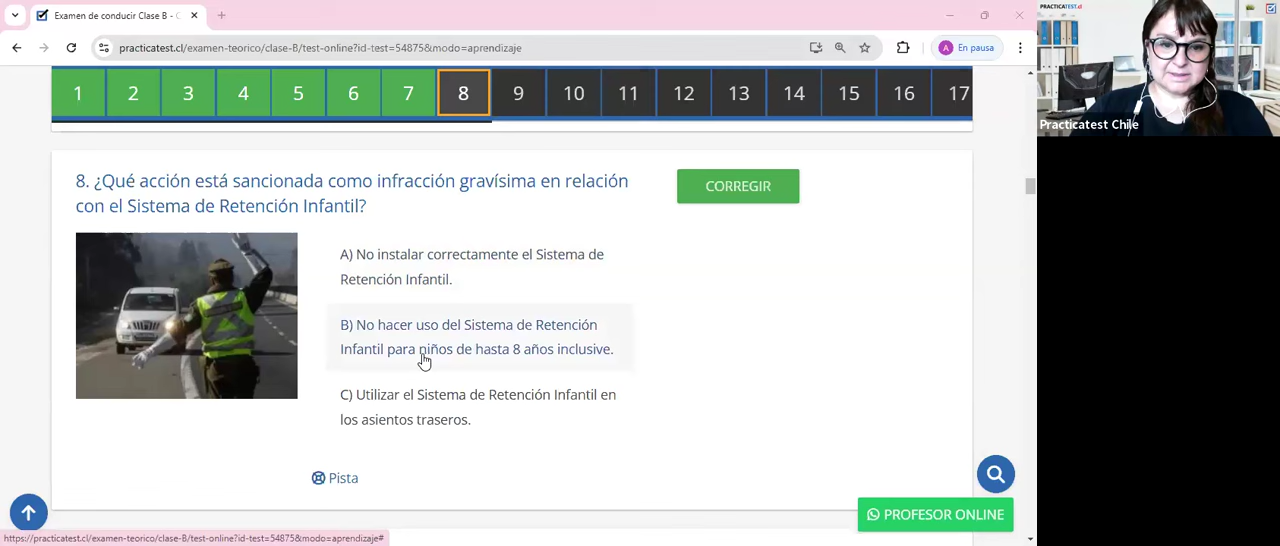 Examen de conducir Clase B - C
practicatest.cl/examen-teorico/clase-B/test-online?id-test=54875&modo=aprendizaje
A
En pausa
PRACTICATEST.cl
1 2 3 4 5 6 7 8 9 10 11 12 13 14 15 16 17
Practicatest Chile
8. ¿Qué acción está sancionada como infracción gravísima en relación
con el Sistema de Retención Infantil?
CORREGIR
A) No instalar correctamente el Sistema de
Retención Infantil.
B) No hacer uso del Sistema de Retención
Infantil para niños de hasta 8 años inclusive.
C) Utilizar el Sistema de Retención Infantil en
los asientos traseros.
Pista
PROFESOR ONLINE
https://practicatest.cl/examen-teorico/clase-B/test-online?id-test=54875&modo=aprendizaje#